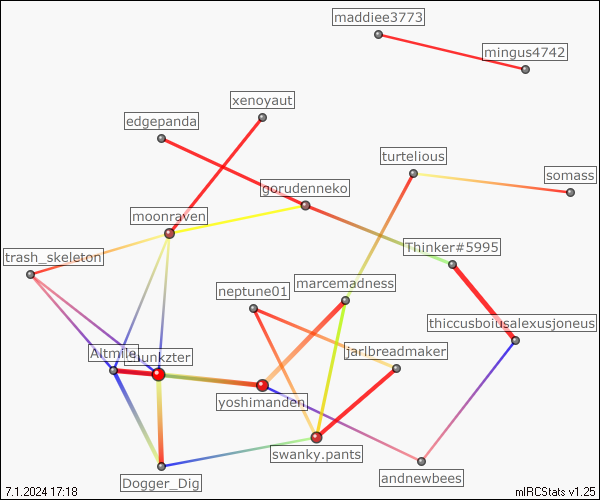 maddiee3773
mingus4742
xenoyaut
edgepanda
turtelious
somass
gorudenneko
moonraven
Thinker#5995
trash_skeleton
marcemadness
neptune01
thiccusboiusalexusjoneus
jarlbreadmaker
Altmile
yoshimanden
swanky.pants
andnewbees
Dogger_Dig
7.1.2024 17:18
mIRCStats v1.25